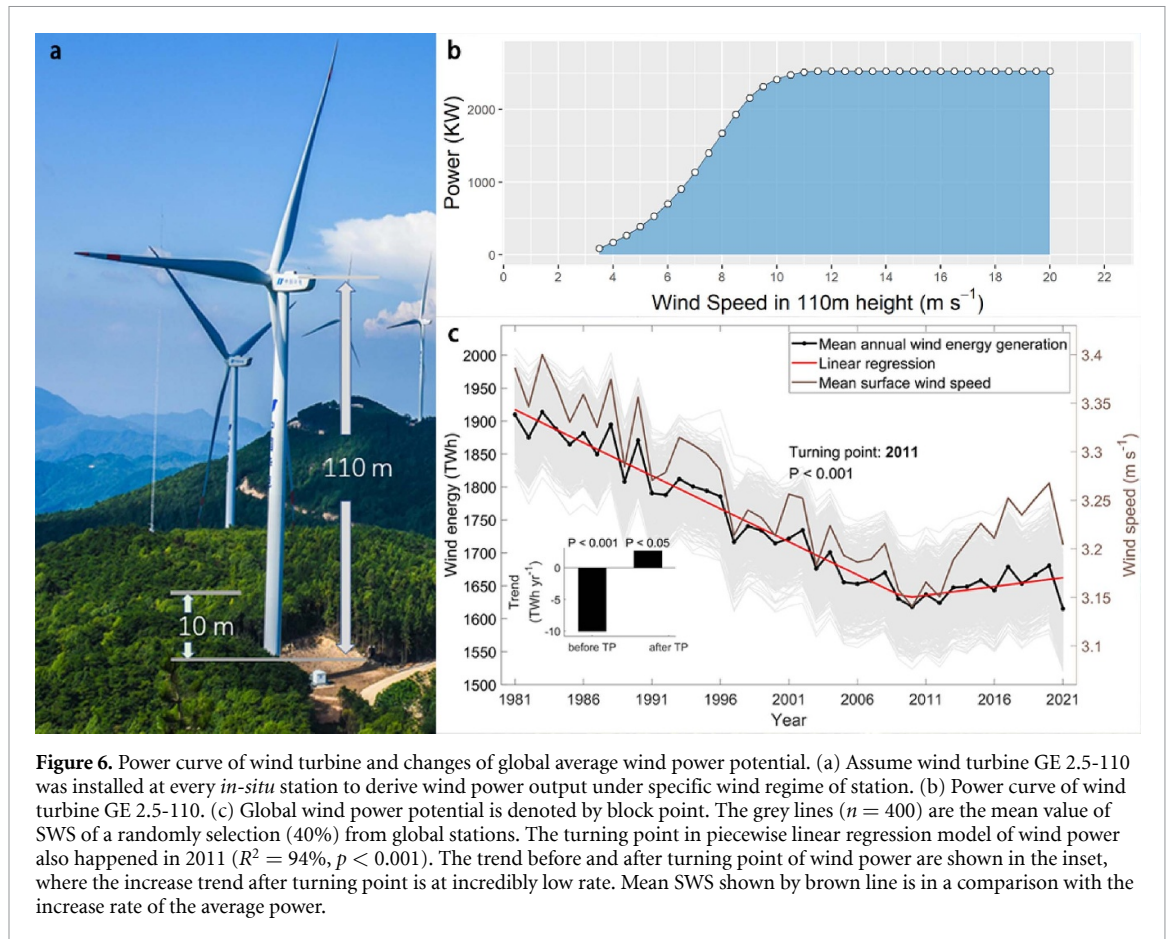 a
110 m
10 m
b
Power (KW)
2000
1000
0
0 2 4 6 8 10 12 14 16 18 20 22
Wind Speed in 110m height (m s⁻¹)
c
Mean annual wind energy generation
Linear regression
Mean surface wind speed
Turning point: 2011
P < 0.001
Wind energy (TWh)
2000
1950
1900
1850
1800
1750
1700
1650
1600
1550
1500
Wind speed (m s⁻¹)
3.4
3.35
3.3
3.25
3.2
3.15
3.1
P < 0.001 P < 0.05
Trend
(TWh yr⁻¹)
0
-5
-10
before TP after TP
1981 1986 1991 1996 2001 2006 2011 2016 2021
Year
Figure 6. Power curve of wind turbine and changes of global average wind power potential. (a) Assume wind turbine GE 2.5-110
was installed at every in-situ station to derive wind power output under specific wind regime of station. (b) Power curve of wind
turbine GE 2.5-110. (c) Global wind power potential is denoted by block point. The grey lines (n = 400) are the mean value of
SWS of a randomly selection (40%) from global stations. The turning point in piecewise linear regression model of wind power
also happened in 2011 (R² = 94%, p < 0.001). The trend before and after turning point of wind power are shown in the inset,
where the increase trend after turning point is at incredibly low rate. Mean SWS shown by brown line is in a comparison with the
increase rate of the average power.